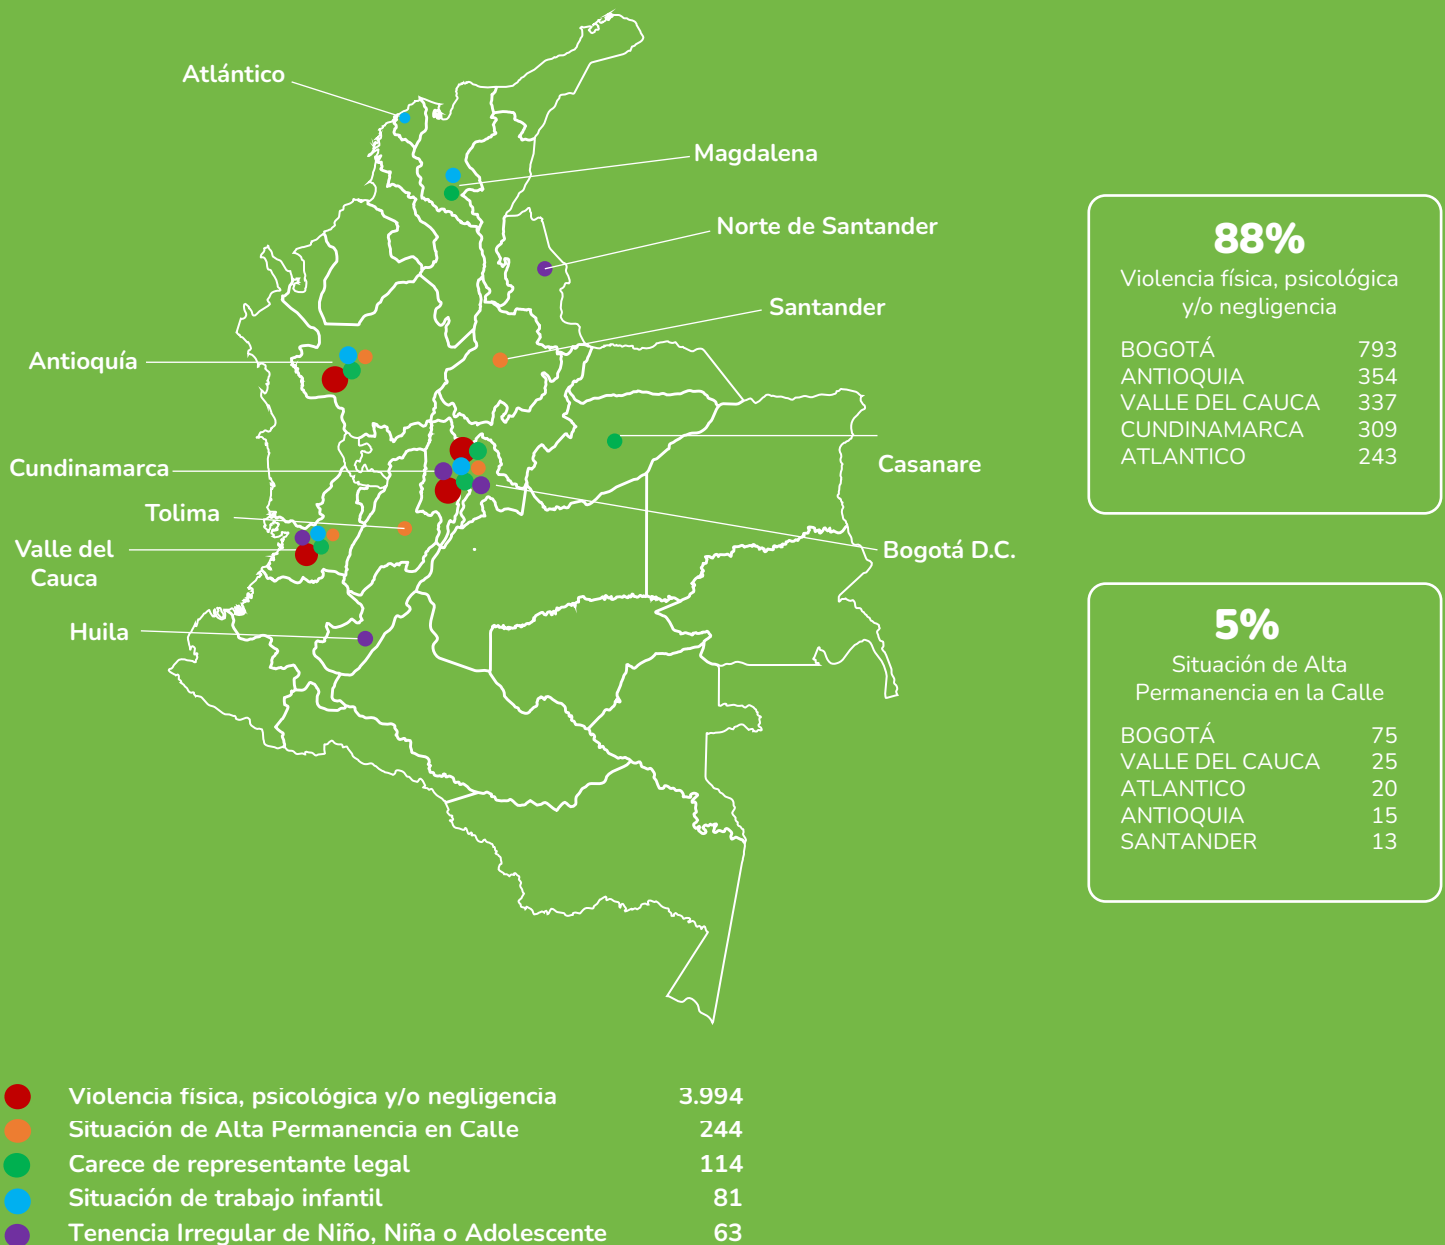 Atlántico
Magdalena
Norte de Santander
Santander
Antioquía
Cundinamarca
Casanare
Tolima
Valle del
Cauca
Bogotá D.C.
Huila
88%
Violencia física, psicológica
y/o negligencia
BOGOTÁ 793
ANTIOQUIA 354
VALLE DEL CAUCA 337
CUNDINAMARCA 309
ATLANTICO 243
5%
Situación de Alta
Permanencia en la Calle
BOGOTÁ 75
VALLE DEL CAUCA 25
ATLANTICO 20
ANTIOQUIA 15
SANTANDER 13
Violencia física, psicológica y/o negligencia 3.994
Situación de Alta Permanencia en Calle 244
Carece de representante legal 114
Situación de trabajo infantil 81
Tenencia Irregular de Niño, Niña o Adolescente 63